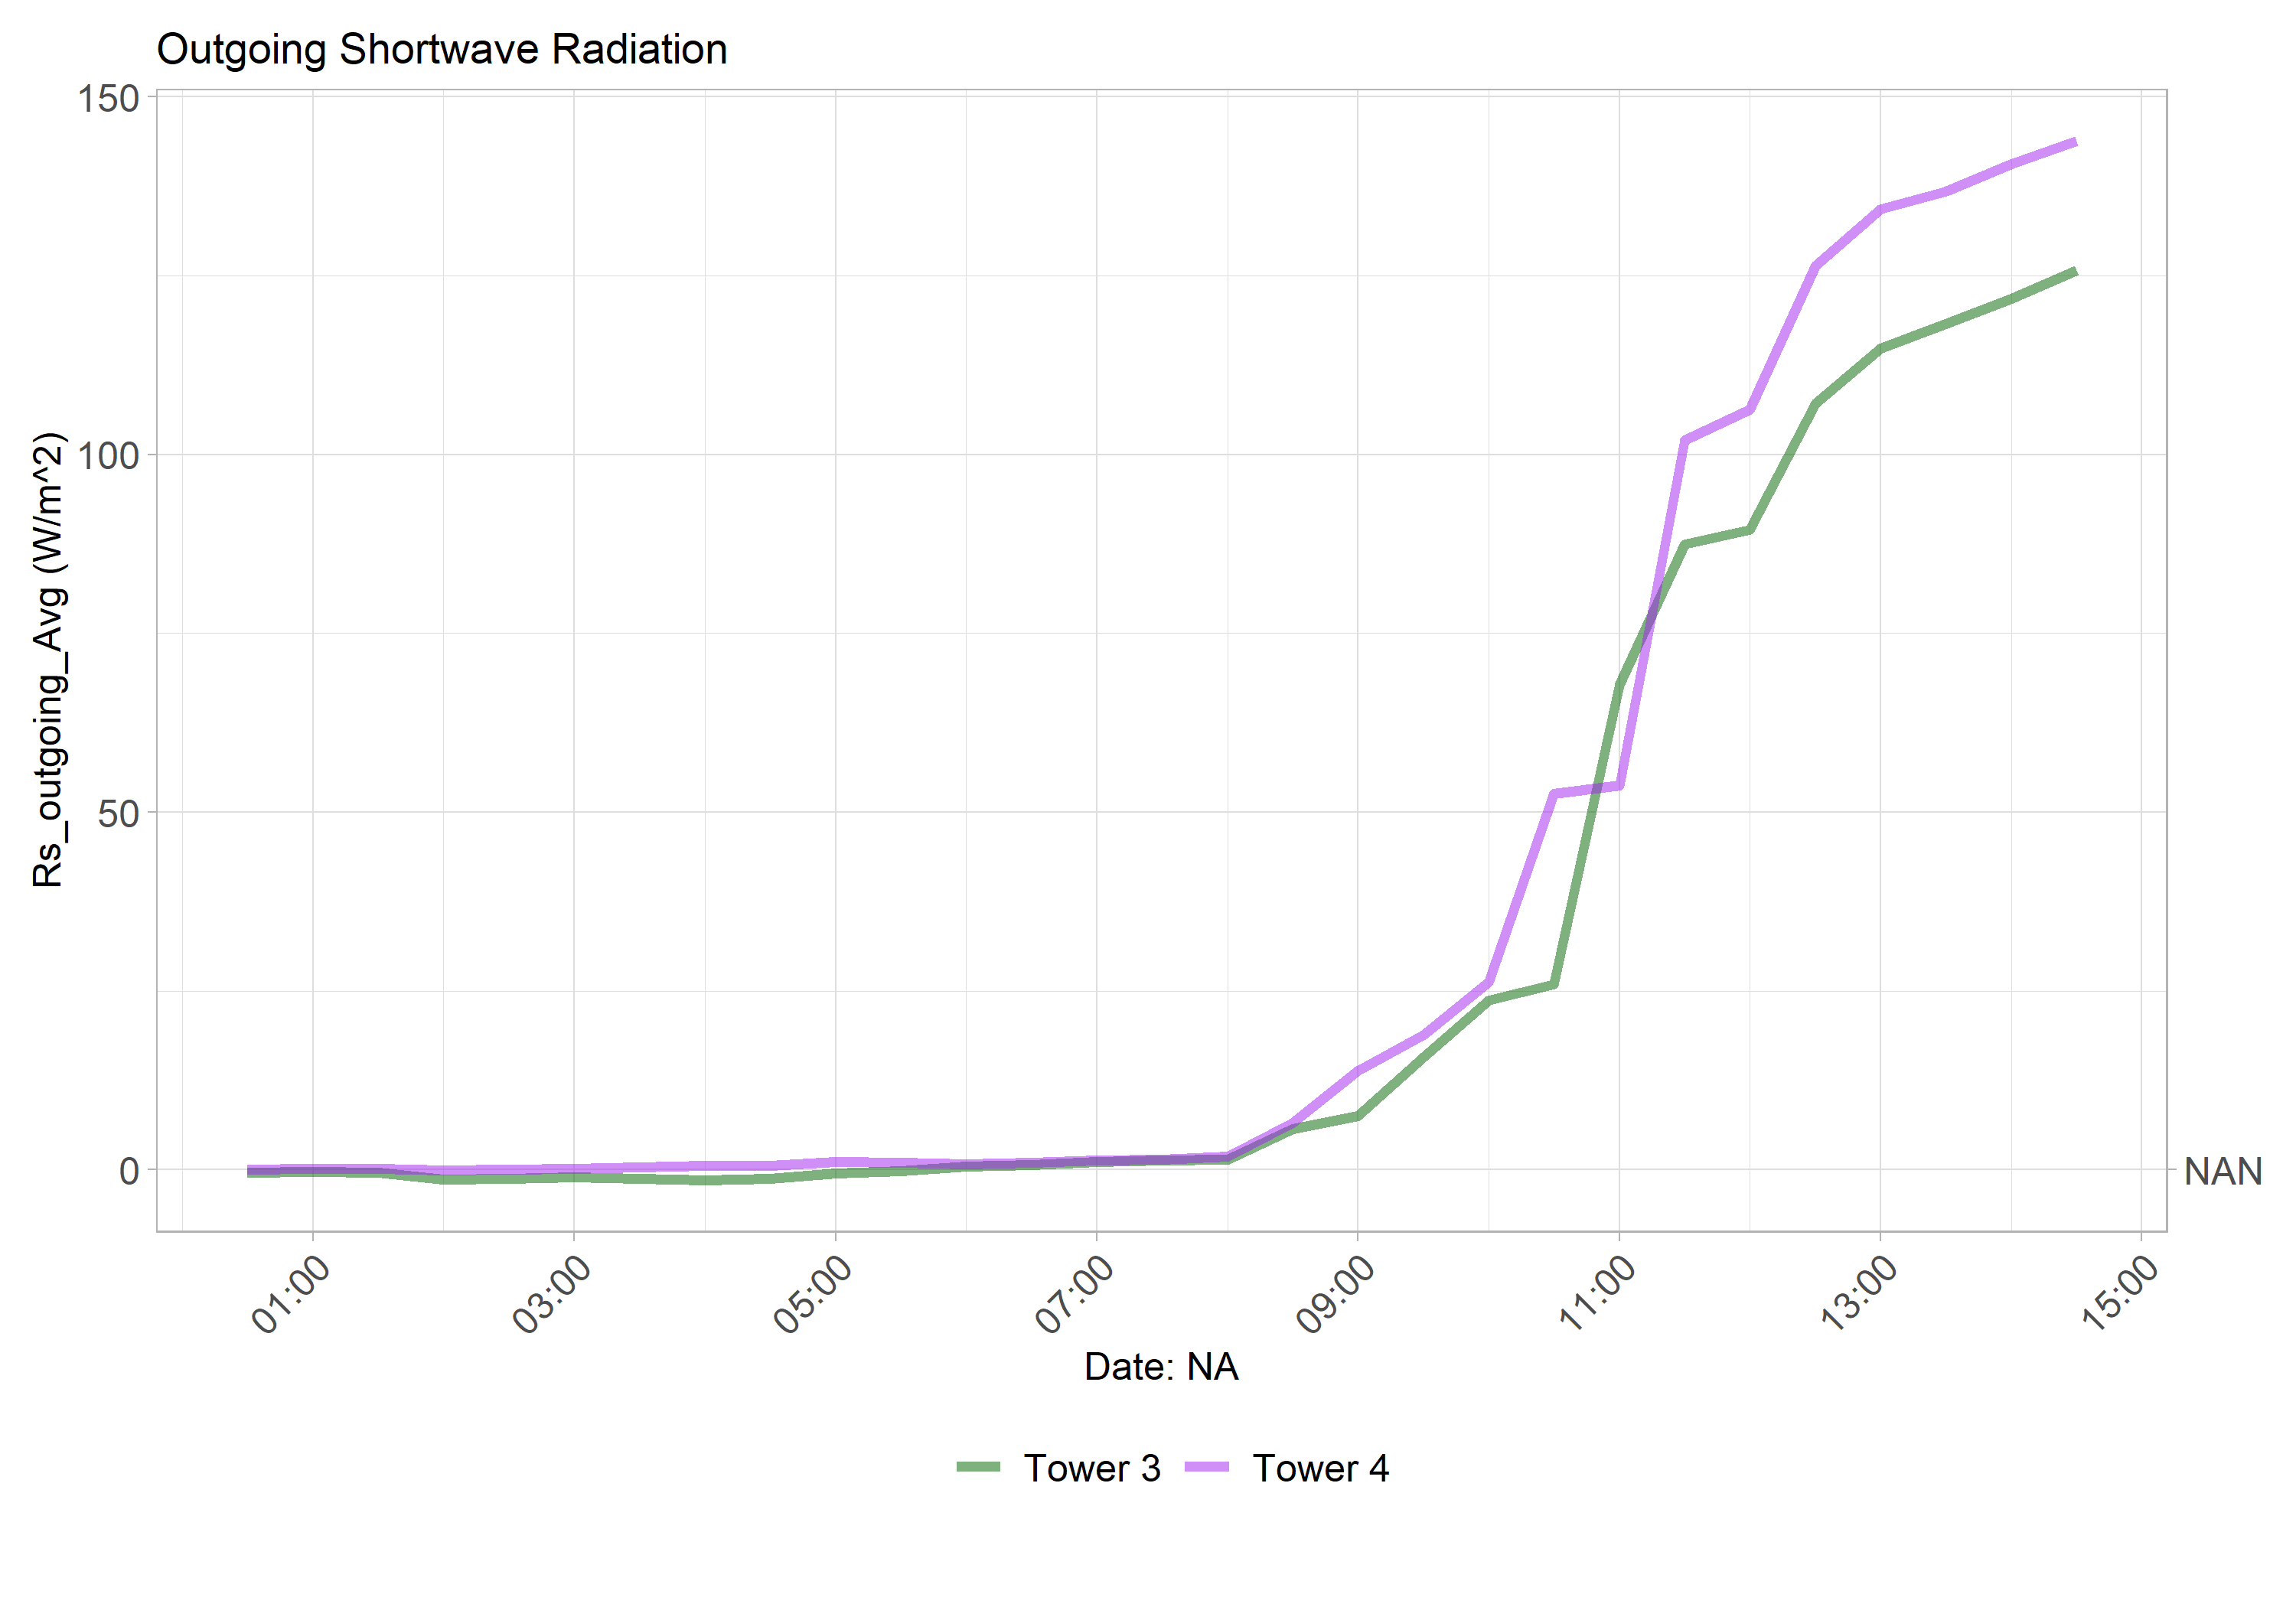 Outgoing Shortwave Radiation
150
100
50
0
NAN
Rs_outgoing_Avg (W/m^2)
01:00
03:00
05:00
07:00
09:00
11:00
13:00
15:00
Date: NA
Tower 3
Tower 4